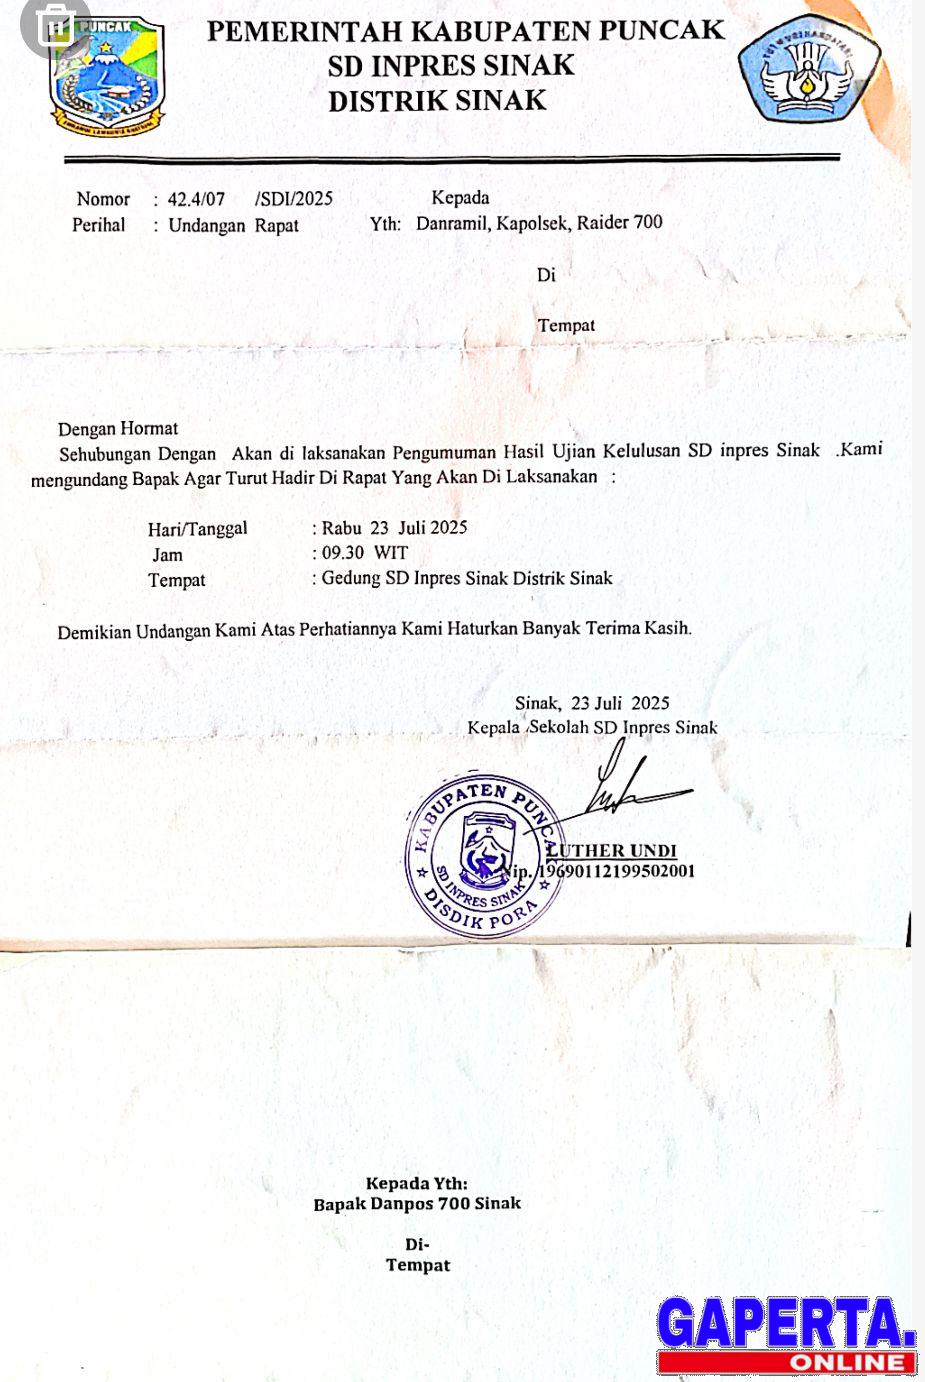 PUNCAK
PEMERINTAH KABUPATEN PUNCAK
SD INPRES SINAK
DISTRIK SINAK
TUT WURI HANDAYANI
Nomor : 42.4/07 /SDI/2025
Perihal : Undangan Rapat
Kepada
Yth: Danramil, Kapolsek, Raider 700
Di
Tempat
Dengan Hormat
Sehubungan Dengan Akan di laksanakan Pengumuman Hasil Ujian Kelulusan SD inpres Sinak .Kami
mengundang Bapak Agar Turut Hadir Di Rapat Yang Akan Di Laksanakan :
Hari/Tanggal : Rabu 23 Juli 2025
Jam : 09.30 WIT
Tempat : Gedung SD Inpres Sinak Distrik Sinak
Demikian Undangan Kami Atas Perhatiannya Kami Haturkan Banyak Terima Kasih.
Sinak, 23 Juli 2025
Kepala Sekolah SD Inpres Sinak
KABUPATEN PUNCAK
SD INPRES SINAK
DISDIK PORA
LUTHER UNDI
Nip. 19690112199502001
Kepada Yth:
Bapak Danpos 700 Sinak
Di-
Tempat
GAPERTA.
ONLINE